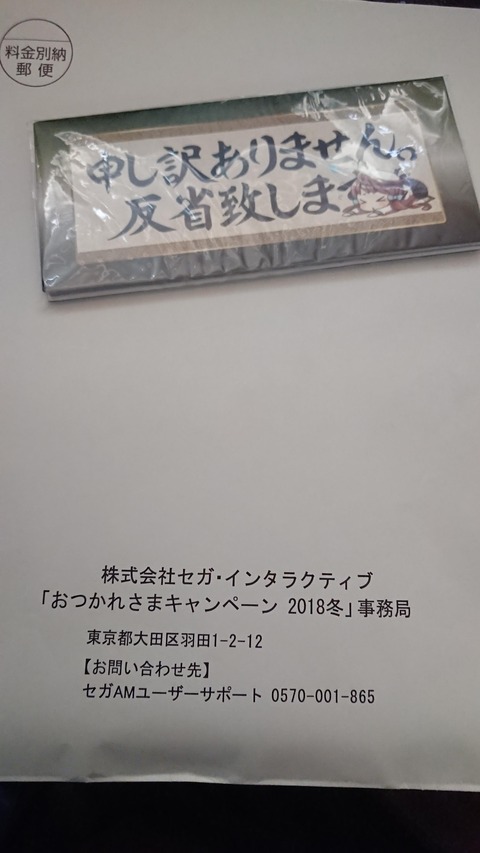 料金別納
郵便
申し訳ありません。
反省致します
株式会社セガ・インタラクティブ
「おつかれさまキャンペーン 2018冬」事務局
東京都大田区羽田1-2-12
【お問い合わせ先】
セガAMユーザーサポート 0570-001-865